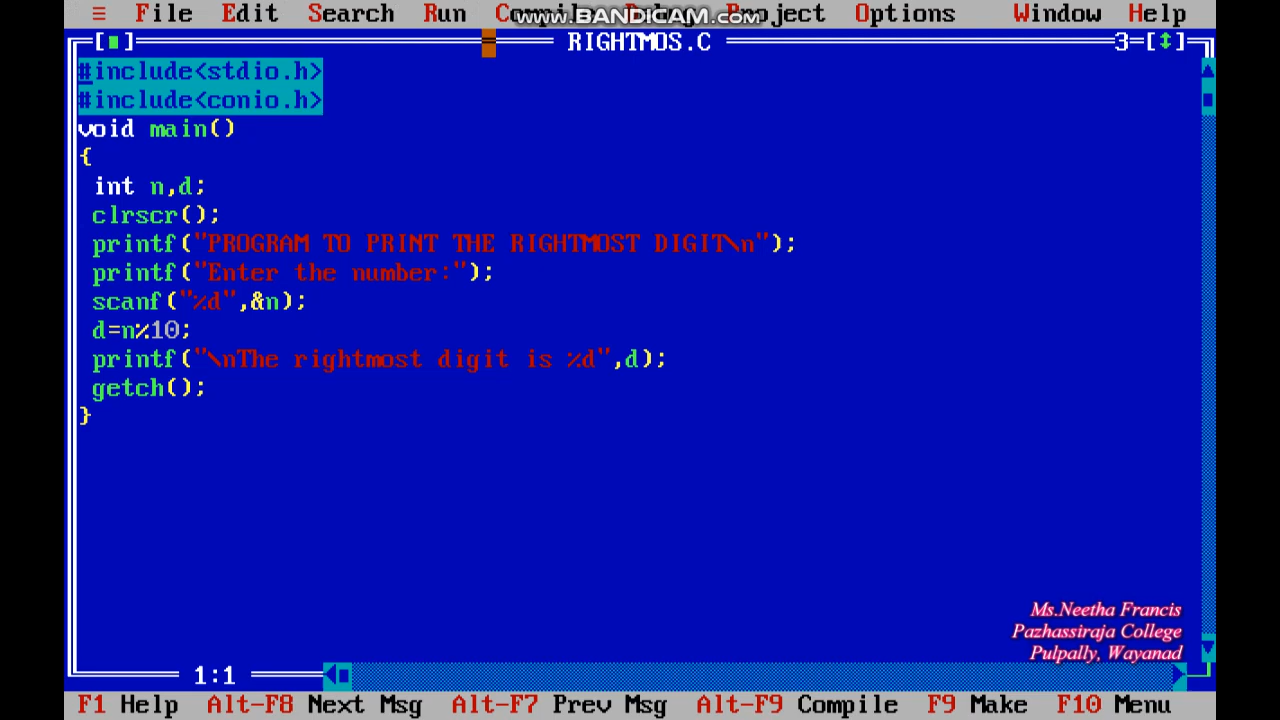 ≡ File Edit Search Run Compile Debug Project Options Window Help
www.BANDICAM.com
[■] RIGHTMOS.C 3=[↕]
#include<stdio.h>
#include<conio.h>
void main()
{
int n,d;
clrscr();
printf("PROGRAM TO PRINT THE RIGHTMOST DIGIT\n");
printf("Enter the number:");
scanf("%d",&n);
d=n%10;
printf("\nThe rightmost digit is %d",d);
getch();
}
Ms.Neetha Francis
Pazhassiraja College
Pulpally, Wayanad
1:1
F1 Help Alt-F8 Next Msg Alt-F7 Prev Msg Alt-F9 Compile F9 Make F10 Menu